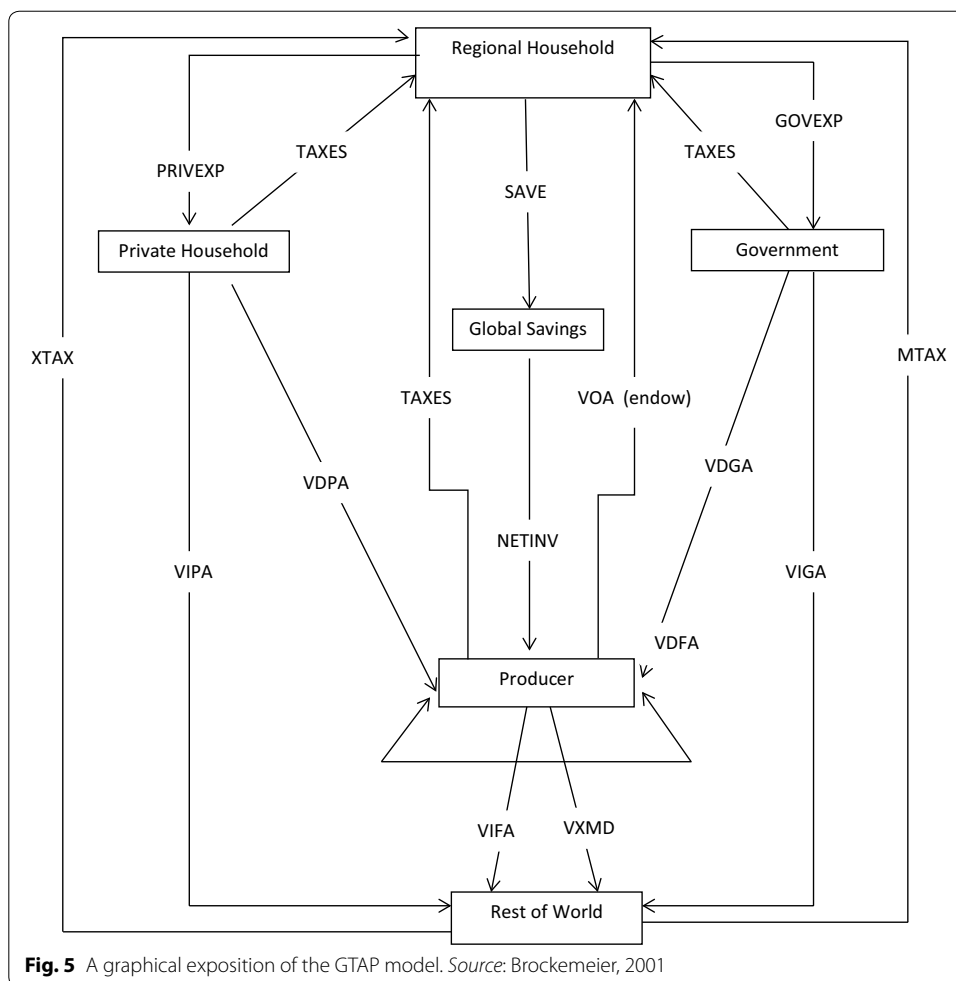 Regional Household
GOVEXP
TAXES
TAXES
PRIVEXP
SAVE
Private Household
Government
Global Savings
XTAX
MTAX
TAXES
VOA (endow)
VDPA
VDGA
NETINV
VIPA
VIGA
VDFA
Producer
VIFA
VXMD
Rest of World
Fig. 5 A graphical exposition of the GTAP model. Source: Brockemeier, 2001